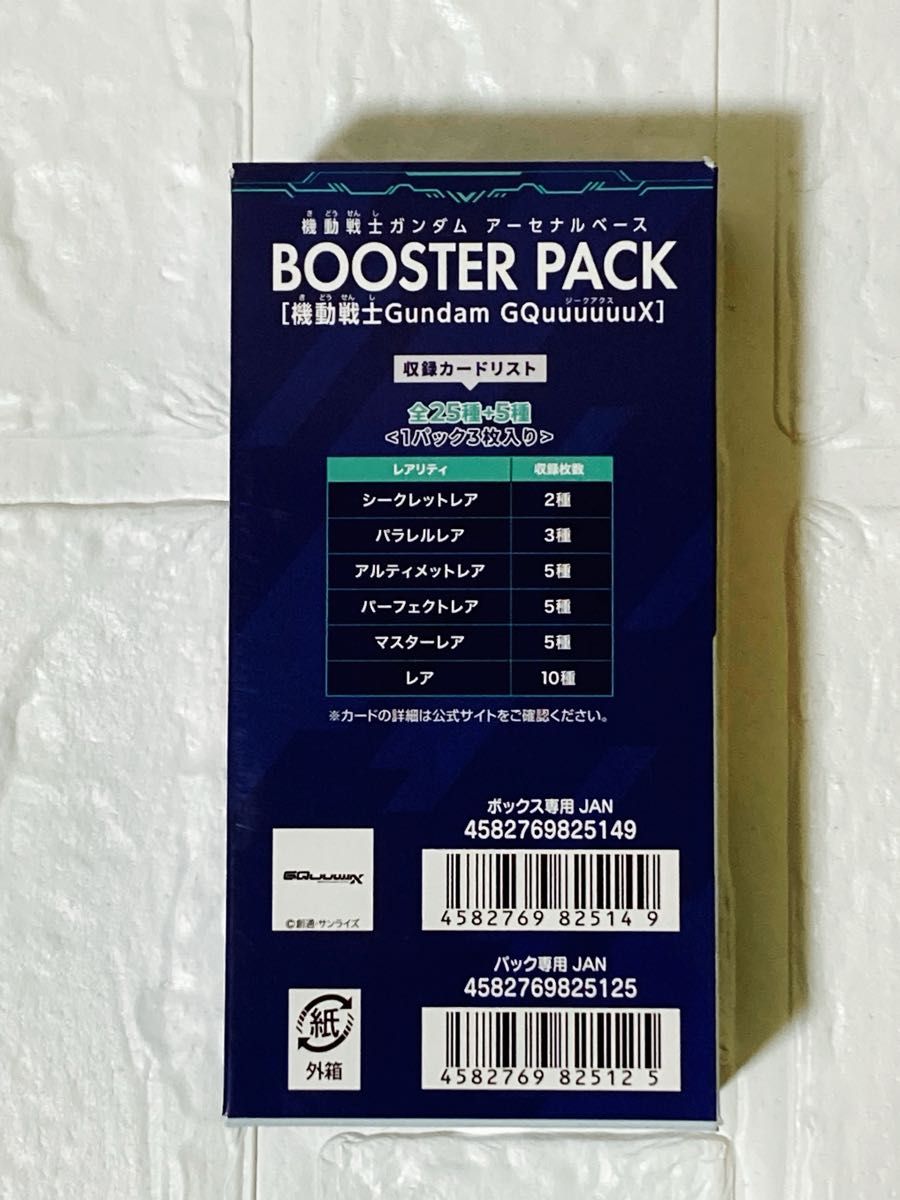 機動戦士ガンダム アーセナルベース
BOOSTER PACK
[機動戦士Gundam GQuuuuuuX]
収録カードリスト
全25種+5種
<1パック3枚入り>
レアリティ 収録枚数
シークレットレア 2種
パラレルレア 3種
アルティメットレア 5種
パーフェクトレア 5種
マスターレア 5種
レア 10種
※カードの詳細は公式サイトをご確認ください。
ボックス専用 JAN
4582769825149
4582769 825149
GQuuuuuuX
©創通・サンライズ
パック専用 JAN
4582769825125
4582769 825125
紙
外箱